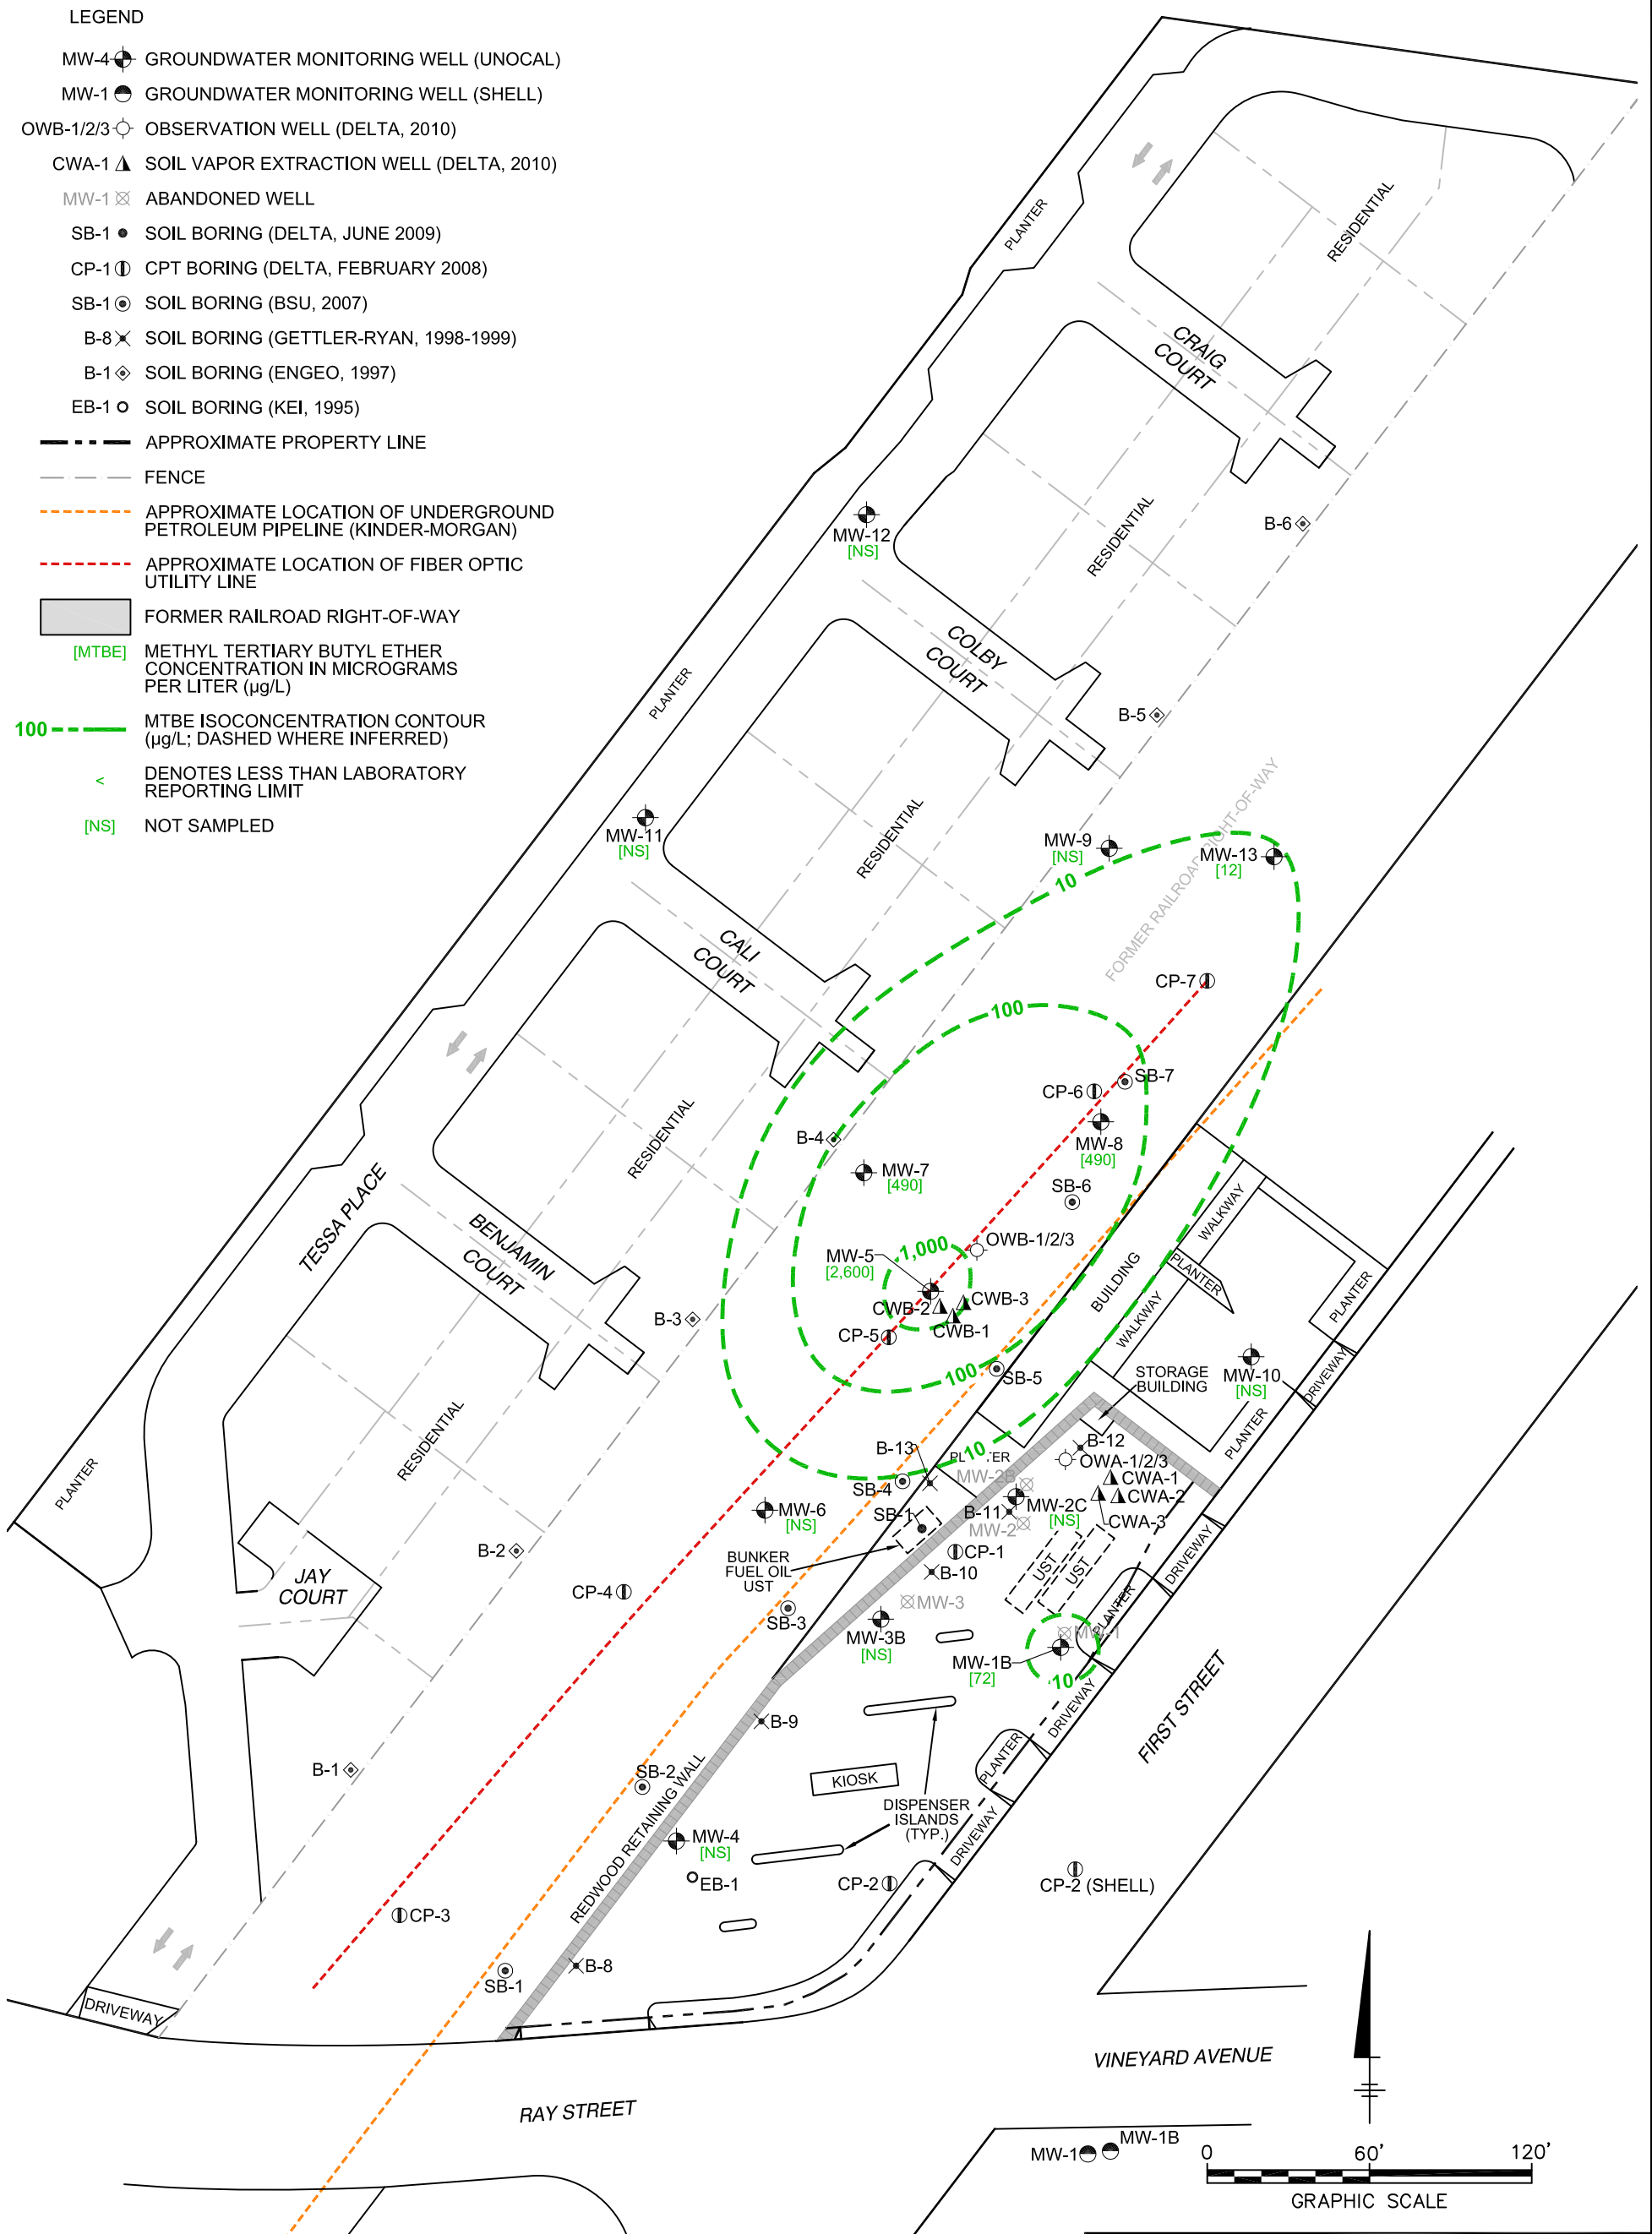 LEGEND
MW-4 GROUNDWATER MONITORING WELL (UNOCAL)
MW-1 GROUNDWATER MONITORING WELL (SHELL)
OWB-1/2/3 OBSERVATION WELL (DELTA, 2010)
CWA-1 SOIL VAPOR EXTRACTION WELL (DELTA, 2010)
MW-1 ABANDONED WELL
SB-1 SOIL BORING (DELTA, JUNE 2009)
CP-1 CPT BORING (DELTA, FEBRUARY 2008)
SB-1 SOIL BORING (BSU, 2007)
B-8 SOIL BORING (GETTLER-RYAN, 1998-1999)
B-1 SOIL BORING (ENGEO, 1997)
EB-1 SOIL BORING (KEI, 1995)
APPROXIMATE PROPERTY LINE
FENCE
APPROXIMATE LOCATION OF UNDERGROUND
PETROLEUM PIPELINE (KINDER-MORGAN)
APPROXIMATE LOCATION OF FIBER OPTIC
UTILITY LINE
FORMER RAILROAD RIGHT-OF-WAY
[MTBE] METHYL TERTIARY BUTYL ETHER
CONCENTRATION IN MICROGRAMS
PER LITER (µg/L)
100 MTBE ISOCONCENTRATION CONTOUR
(µg/L; DASHED WHERE INFERRED)
< DENOTES LESS THAN LABORATORY
REPORTING LIMIT
[NS] NOT SAMPLED
PLANTER
RESIDENTIAL
CRAIG
COURT
MW-12
[NS]
RESIDENTIAL
B-6
COLBY
COURT
PLANTER
B-5
MW-11
[NS]
RESIDENTIAL
MW-9
[NS]
MW-13
[12]
10
FORMER RAILROAD RIGHT-OF-WAY
CALI
COURT
CP-7
100
SB-7
CP-6
RESIDENTIAL
B-4
MW-8
[490]
MW-7
[490]
SB-6
TESSA PLACE
BENJAMIN
COURT
WALKWAY
OWB-1/2/3
1,000
MW-5
[2,600]
BUILDING
PLANTER
PLANTER
CWB-3
CWB-2
CWB-1
B-3
CP-5
WALKWAY
100
SB-5
STORAGE
BUILDING
MW-10
[NS]
DRIVEWAY
RESIDENTIAL
PLANTER
PLANTER
B-13
10
B-12
OWA-1/2/3
MW-2B
CWA-1
SB-4
CWA-2
MW-6
[NS]
SB-1
B-11
MW-2C
[NS]
MW-2
CWA-3
B-2
BUNKER
FUEL OIL
UST
CP-1
B-10
UST
UST
DRIVEWAY
JAY
COURT
CP-4
SB-3
MW-3
PLANTER
MW-3B
[NS]
MW-1
MW-1B
[72]
10
DRIVEWAY
FIRST STREET
B-9
B-1
SB-2
KIOSK
PLANTER
REDWOOD RETAINING WALL
DISPENSER
ISLANDS
(TYP.)
MW-4
[NS]
DRIVEWAY
EB-1
CP-2
CP-2 (SHELL)
CP-3
B-8
SB-1
DRIVEWAY
VINEYARD AVENUE
RAY STREET
MW-1
MW-1B
0 60' 120'
GRAPHIC SCALE